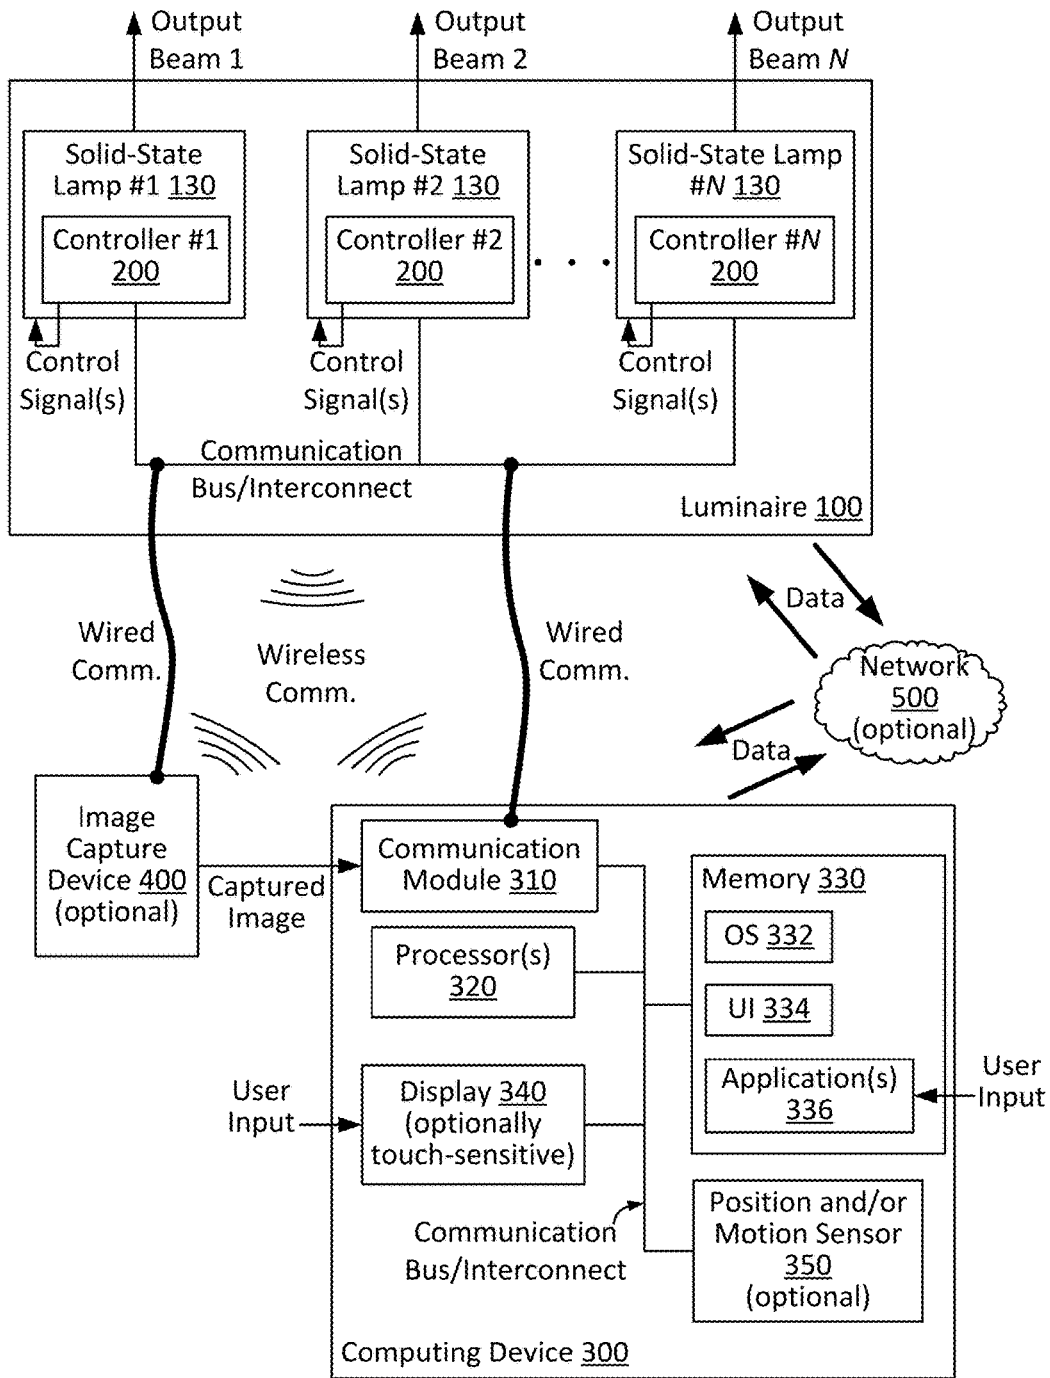 Output
Beam 1
Output
Beam 2
Output
Beam N
Solid-State
Lamp #1 130
Controller #1
200
Control
Signal(s)
Solid-State
Lamp #2 130
Controller #2
200
Control
Signal(s)
. . .
Solid-State Lamp
#N 130
Controller #N
200
Control
Signal(s)
Communication
Bus/Interconnect
Luminaire 100
Wired
Comm.
Wireless
Comm.
Wired
Comm.
Data
Network
500
(optional)
Data
Image
Capture
Device 400
(optional)
Captured
Image
Communication
Module 310
Processor(s)
320
Memory 330
OS 332
UI 334
Application(s)
336
User
Input
User
Input
Display 340
(optionally
touch-sensitive)
Communication
Bus/Interconnect
Position and/or
Motion Sensor
350
(optional)
Computing Device 300